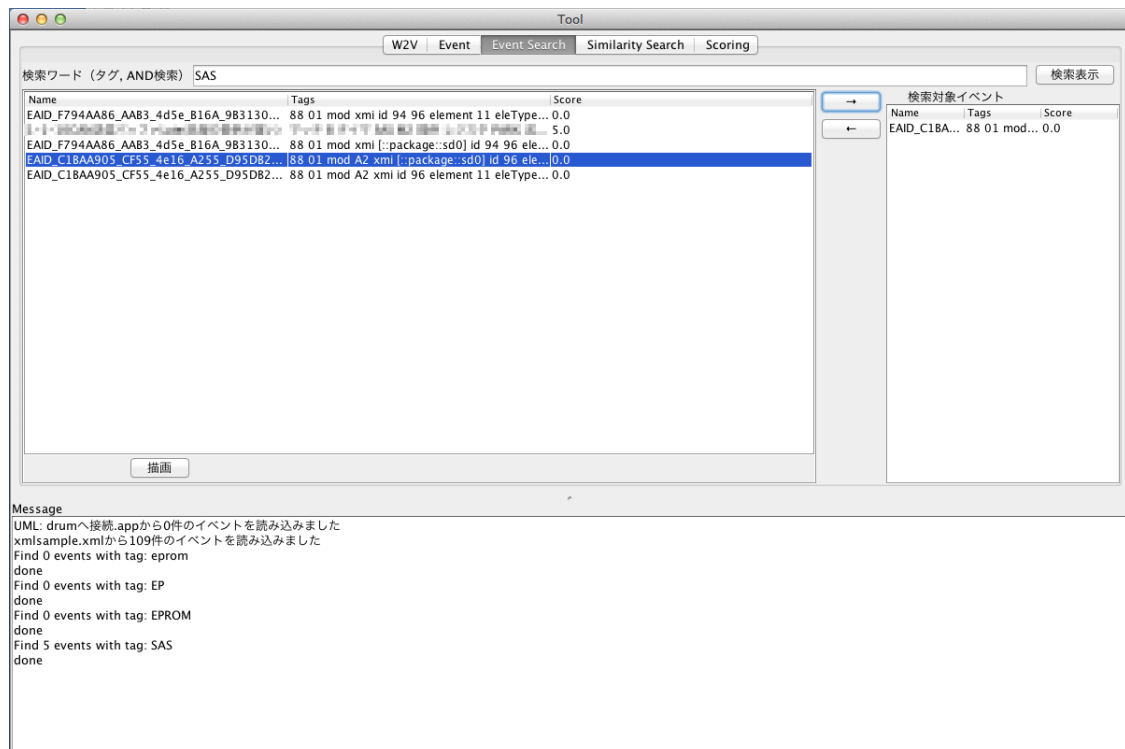 Tool
W2V Event Event Search Similarity Search Scoring
検索ワード（タグ, AND検索） SAS 検索表示
Name Tags Score
EAID_F794AA86_AAB3_4d5e_B16A_9B3130... 88 01 mod xmi id 94 96 element 11 eleType... 0.0
5.0
EAID_F794AA86_AAB3_4d5e_B16A_9B3130... 88 01 mod xmi [::package::sd0] id 94 96 ele... 0.0
EAID_C1BAA905_CF55_4e16_A255_D95DB2... 88 01 mod A2 xmi [::package::sd0] id 96 ele... 0.0
EAID_C1BAA905_CF55_4e16_A255_D95DB2... 88 01 mod A2 xmi id 96 element 11 eleType... 0.0
描画
→
←
検索対象イベント
Name Tags Score
EAID_C1BA... 88 01 mod... 0.0
Message
UML: drumへ接続.appから0件のイベントを読み込みました
xmlsample.xmlから109件のイベントを読み込みました
Find 0 events with tag: eprom
done
Find 0 events with tag: EP
done
Find 0 events with tag: EPROM
done
Find 5 events with tag: SAS
done